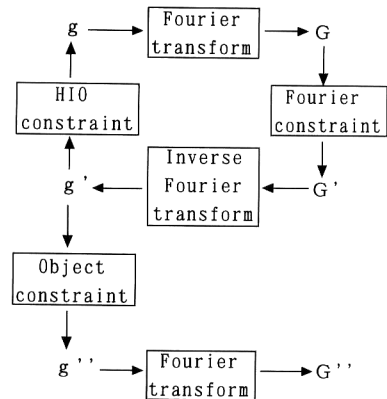 g
Fourier
transform
G
HIO
constraint
Fourier
constraint
g'
Inverse
Fourier
transform
G'
Object
constraint
g''
Fourier
transform
G''